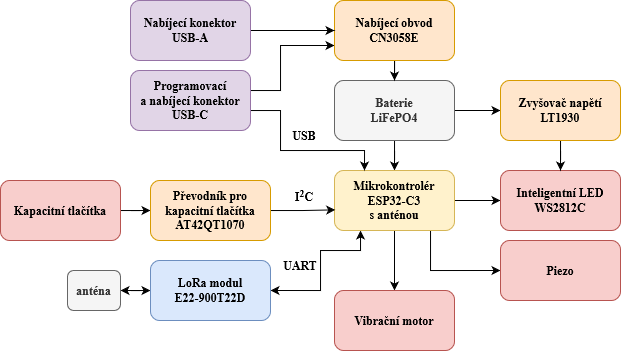 Nabíjecí konektor
USB-A
Nabíjecí obvod
CN3058E
Programovací
a nabíjecí konektor
USB-C
Baterie
LiFePO4
Zvyšovač napětí
LT1930
USB
Kapacitní tlačítka
Převodník pro
kapacitní tlačítka
AT42QT1070
I²C
Mikrokontrolér
ESP32-C3
s anténou
Inteligentní LED
WS2812C
anténa
LoRa modul
E22-900T22D
UART
Piezo
Vibrační motor